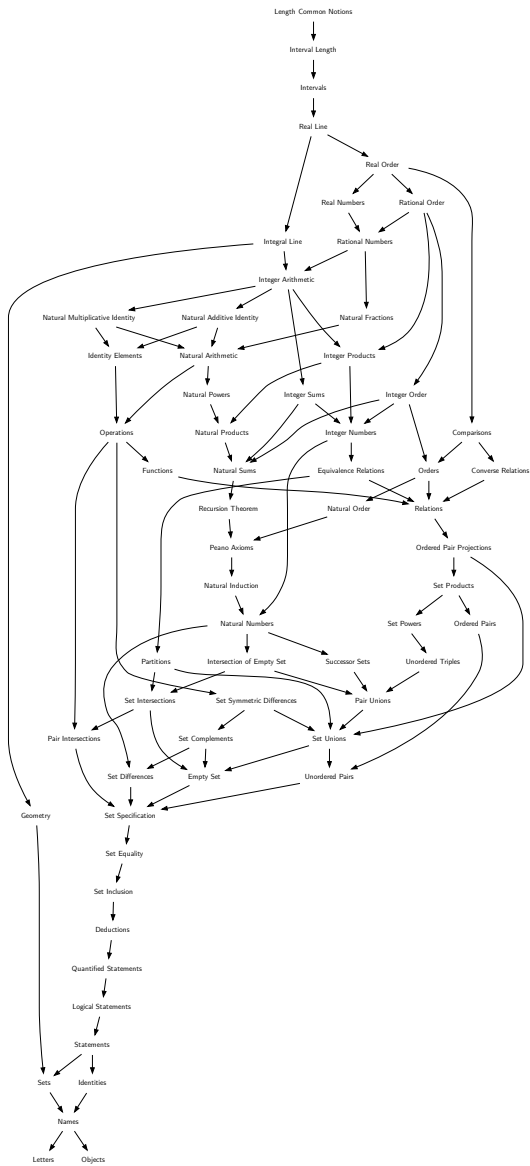 Length Common Notions
Interval Length
Intervals
Real Line
Real Order
Real Numbers
Rational Order
Integral Line
Rational Numbers
Integer Arithmetic
Natural Multiplicative Identity
Natural Additive Identity
Natural Fractions
Identity Elements
Natural Arithmetic
Integer Products
Natural Powers
Integer Sums
Integer Order
Operations
Natural Products
Integer Numbers
Comparisons
Functions
Natural Sums
Equivalence Relations
Orders
Converse Relations
Recursion Theorem
Natural Order
Relations
Peano Axioms
Ordered Pair Projections
Natural Induction
Set Products
Natural Numbers
Set Powers
Ordered Pairs
Partitions
Intersection of Empty Set
Successor Sets
Unordered Triples
Set Intersections
Set Symmetric Differences
Pair Unions
Pair Intersections
Set Complements
Set Unions
Set Differences
Empty Set
Unordered Pairs
Geometry
Set Specification
Set Equality
Set Inclusion
Deductions
Quantified Statements
Logical Statements
Statements
Sets
Identities
Names
Letters
Objects